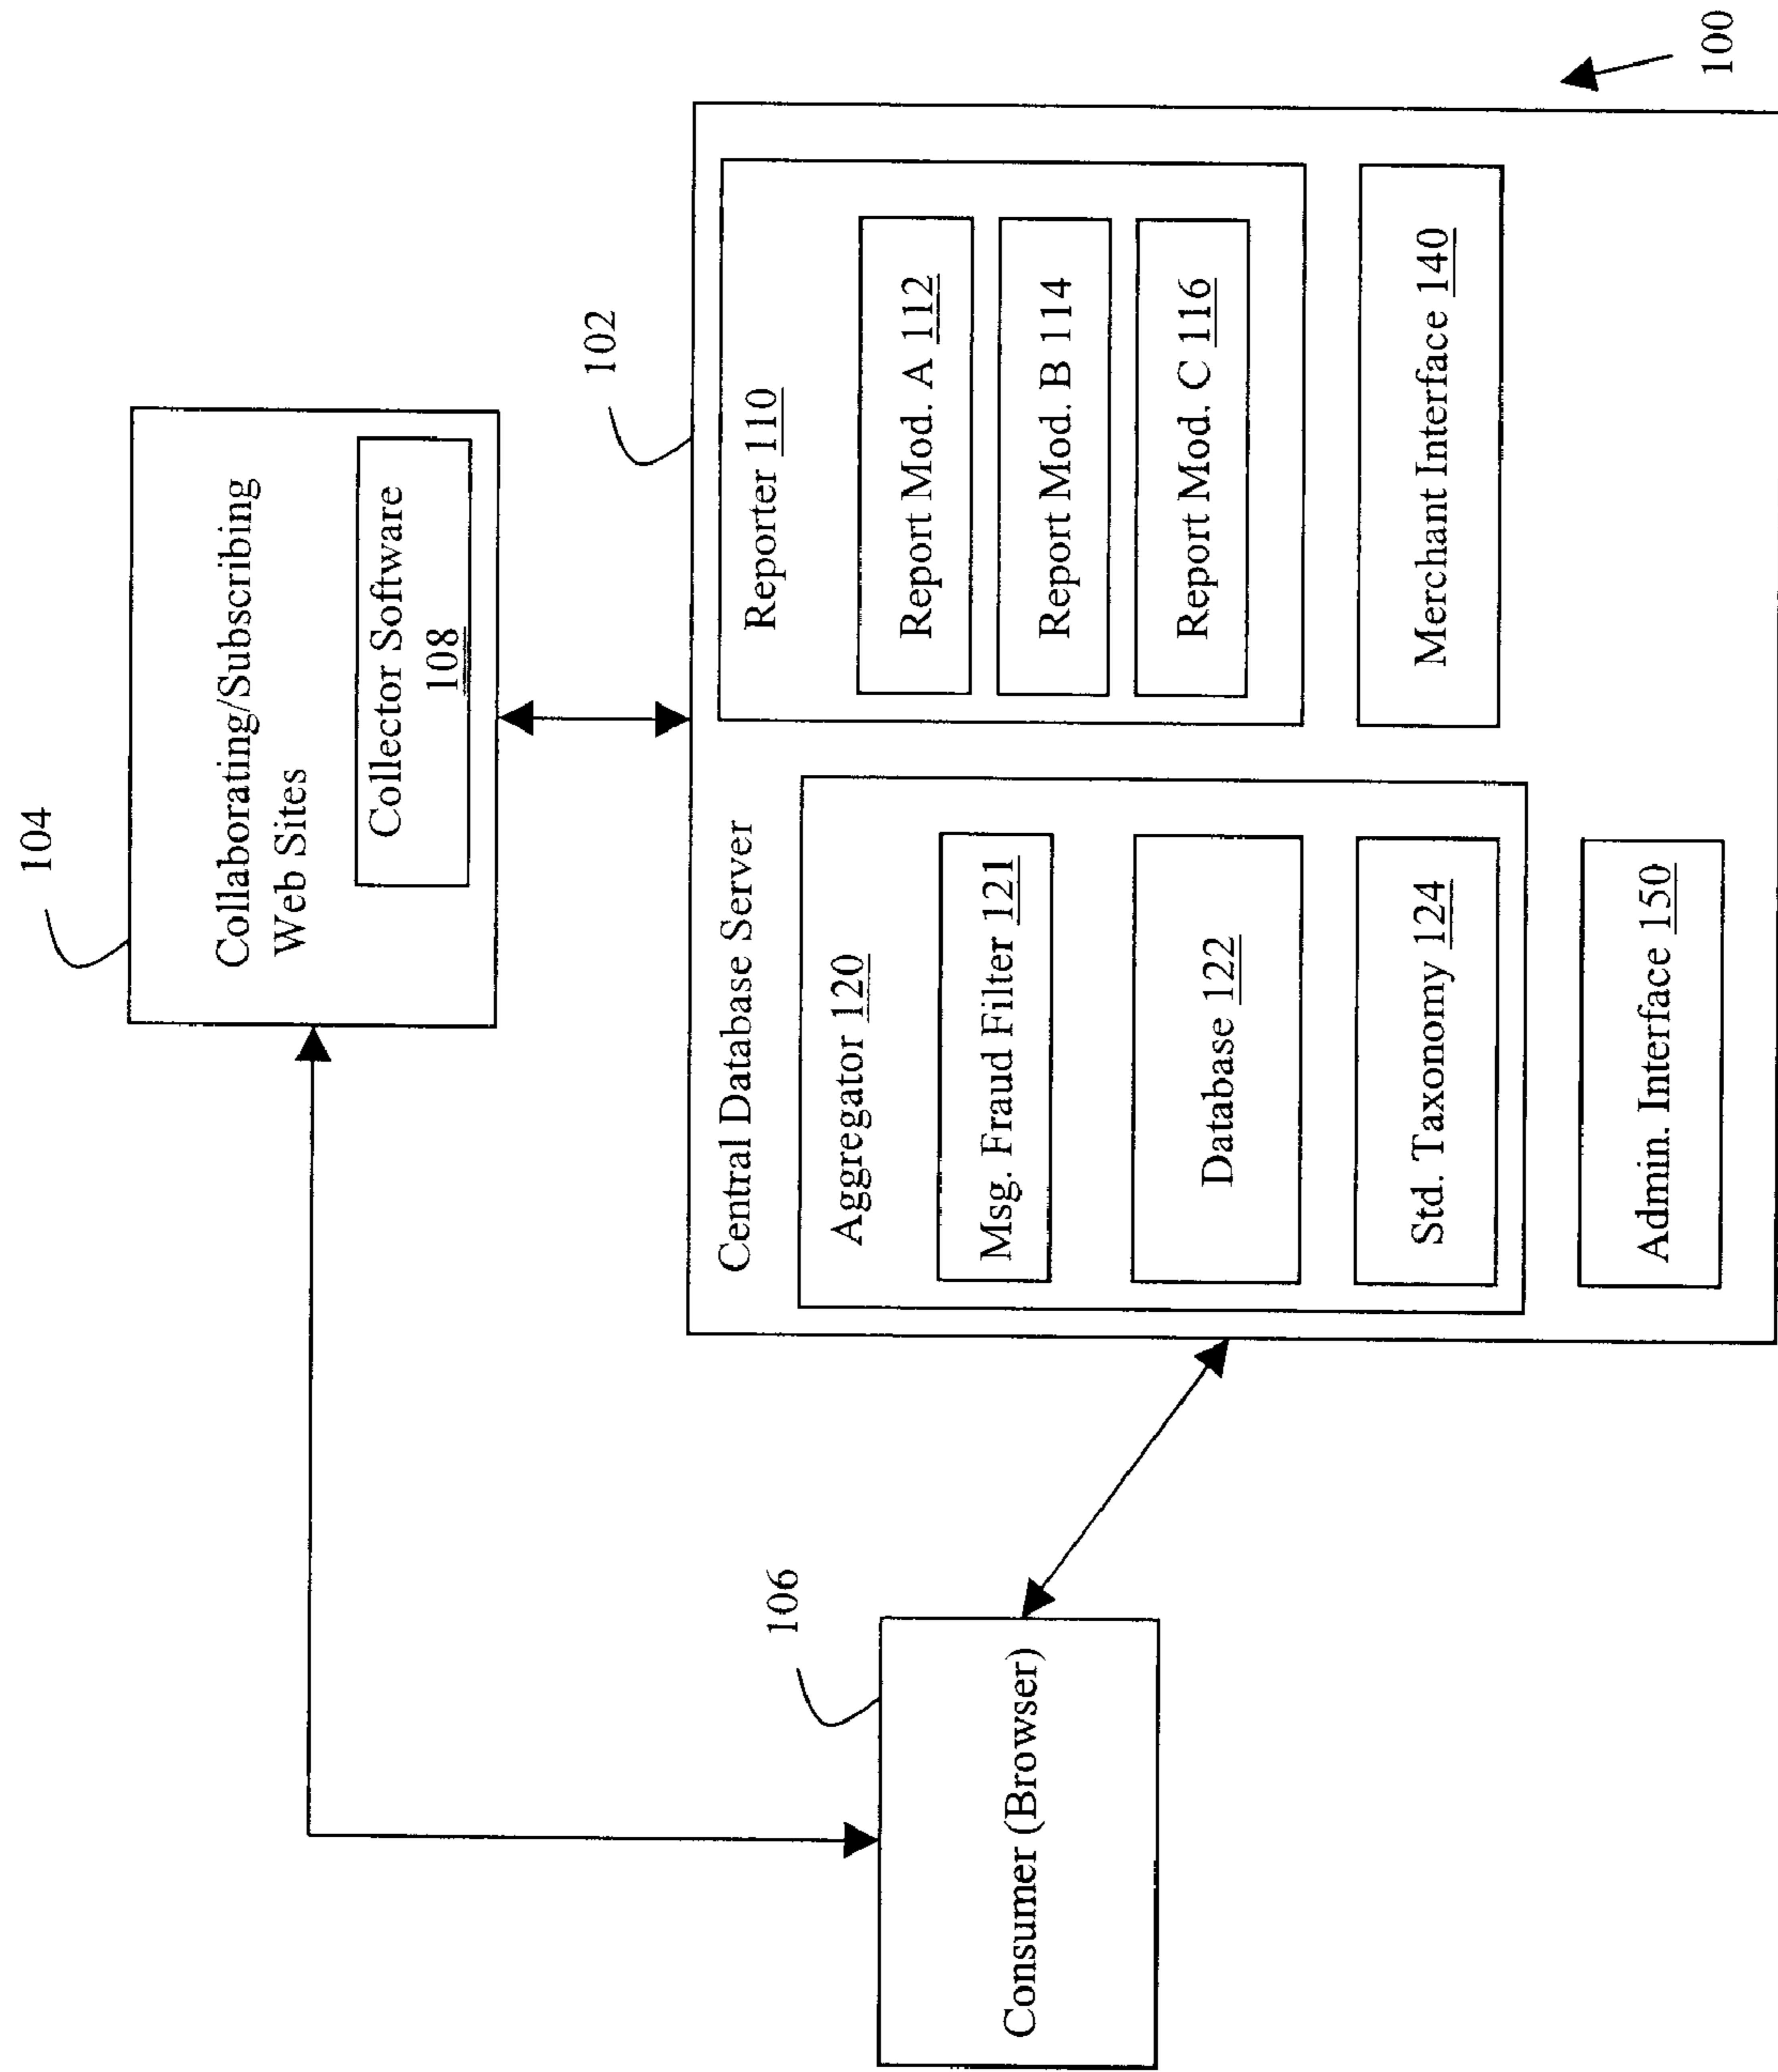 104
Collaborating/Subscribing
Web Sites
Collector Software
108
106
Consumer (Browser)
102
Central Database Server
Aggregator 120
Msg. Fraud Filter 121
Database 122
Std. Taxonomy 124
Admin. Interface 150
Reporter 110
Report Mod. A 112
Report Mod. B 114
Report Mod. C 116
Merchant Interface 140
100